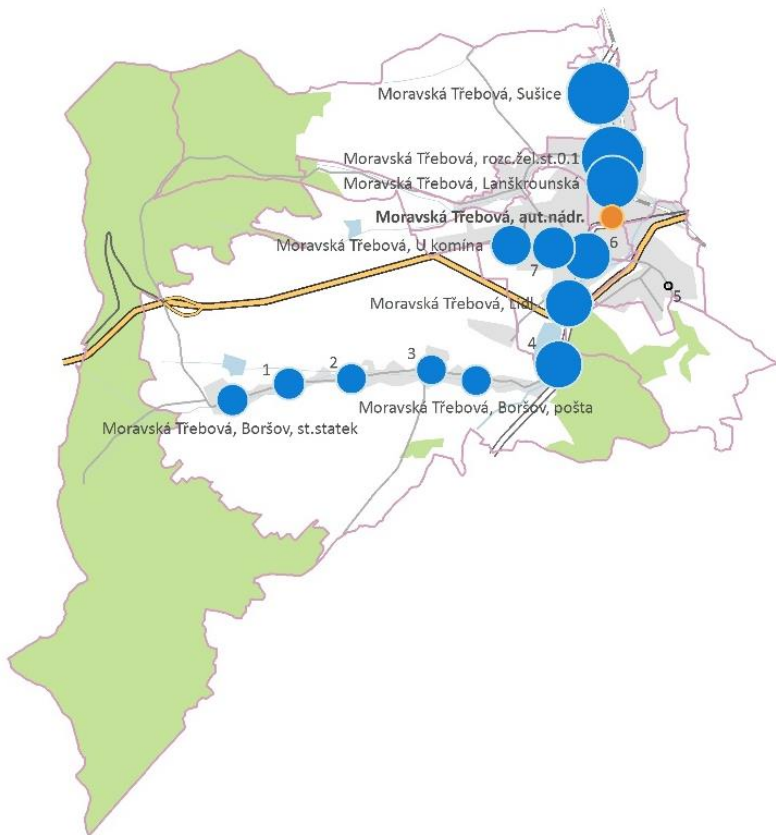 Moravská Třebová, Sušice
Moravská Třebová, rozc.žel.st.0.1
Moravská Třebová, Lanškrounská
Moravská Třebová, aut.nádr.
Moravská Třebová, U komína
6
7
5
Moravská Třebová, Lidl
4
3
2
1
Moravská Třebová, Boršov, pošta
Moravská Třebová, Boršov, st.statek